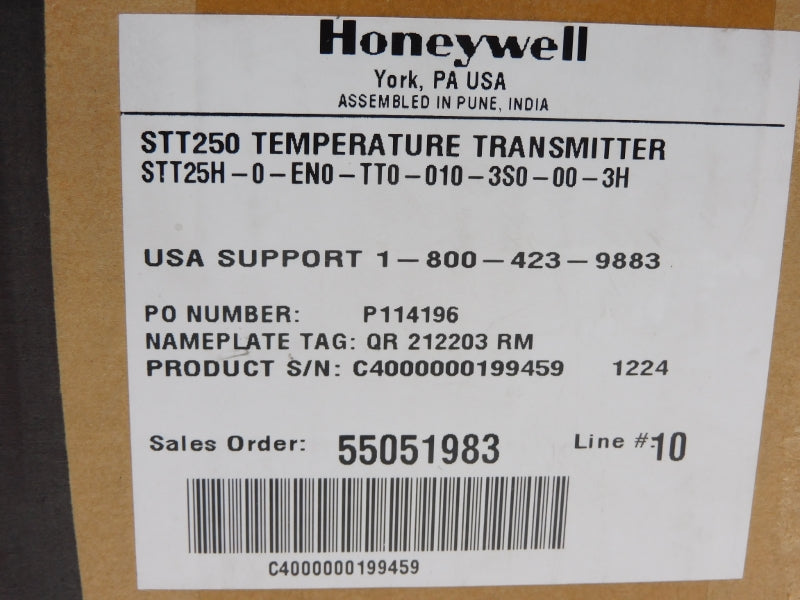 Honeywell
York, PA USA
ASSEMBLED IN PUNE, INDIA
STT250 TEMPERATURE TRANSMITTER
STT25H-0-EN0-TT0-010-3S0-00-3H
USA SUPPORT 1-800-423-9883
PO NUMBER: P114196
NAMEPLATE TAG: QR 212203 RM
PRODUCT S/N: C4000000199459 1224
Sales Order: 55051983 Line #:10
C4000000199459